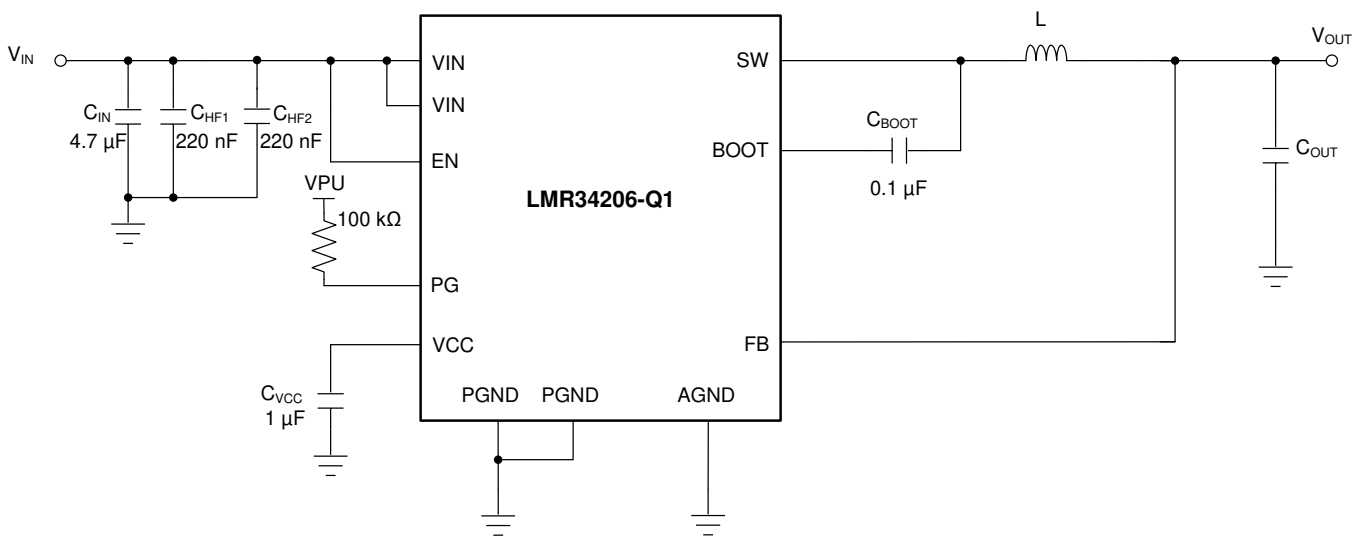 L
V_IN
V_OUT
VIN
SW
VIN
C_IN
4.7 µF
C_HF1
220 nF
C_HF2
220 nF
C_BOOT
0.1 µF
BOOT
C_OUT
EN
VPU
100 kΩ
LMR34206-Q1
PG
VCC
FB
C_VCC
1 µF
PGND
PGND
AGND